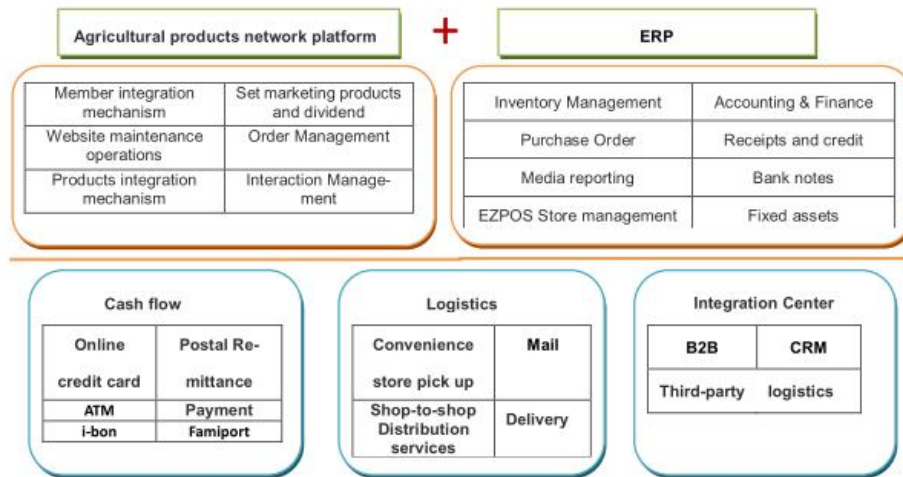 Agricultural products network platform + ERP
Member integration mechanism
Set marketing products and dividend
Website maintenance operations
Order Management
Products integration mechanism
Interaction Manage-
ment
Inventory Management
Accounting & Finance
Purchase Order
Receipts and credit
Media reporting
Bank notes
EZPOS Store management
Fixed assets
Cash flow
Online
credit card
Postal Re-
mittance
ATM
Payment
i-bon
Famiport
Logistics
Convenience
store pick up
Mail
Shop-to-shop
Distribution
services
Delivery
Integration Center
B2B
CRM
Third-party logistics